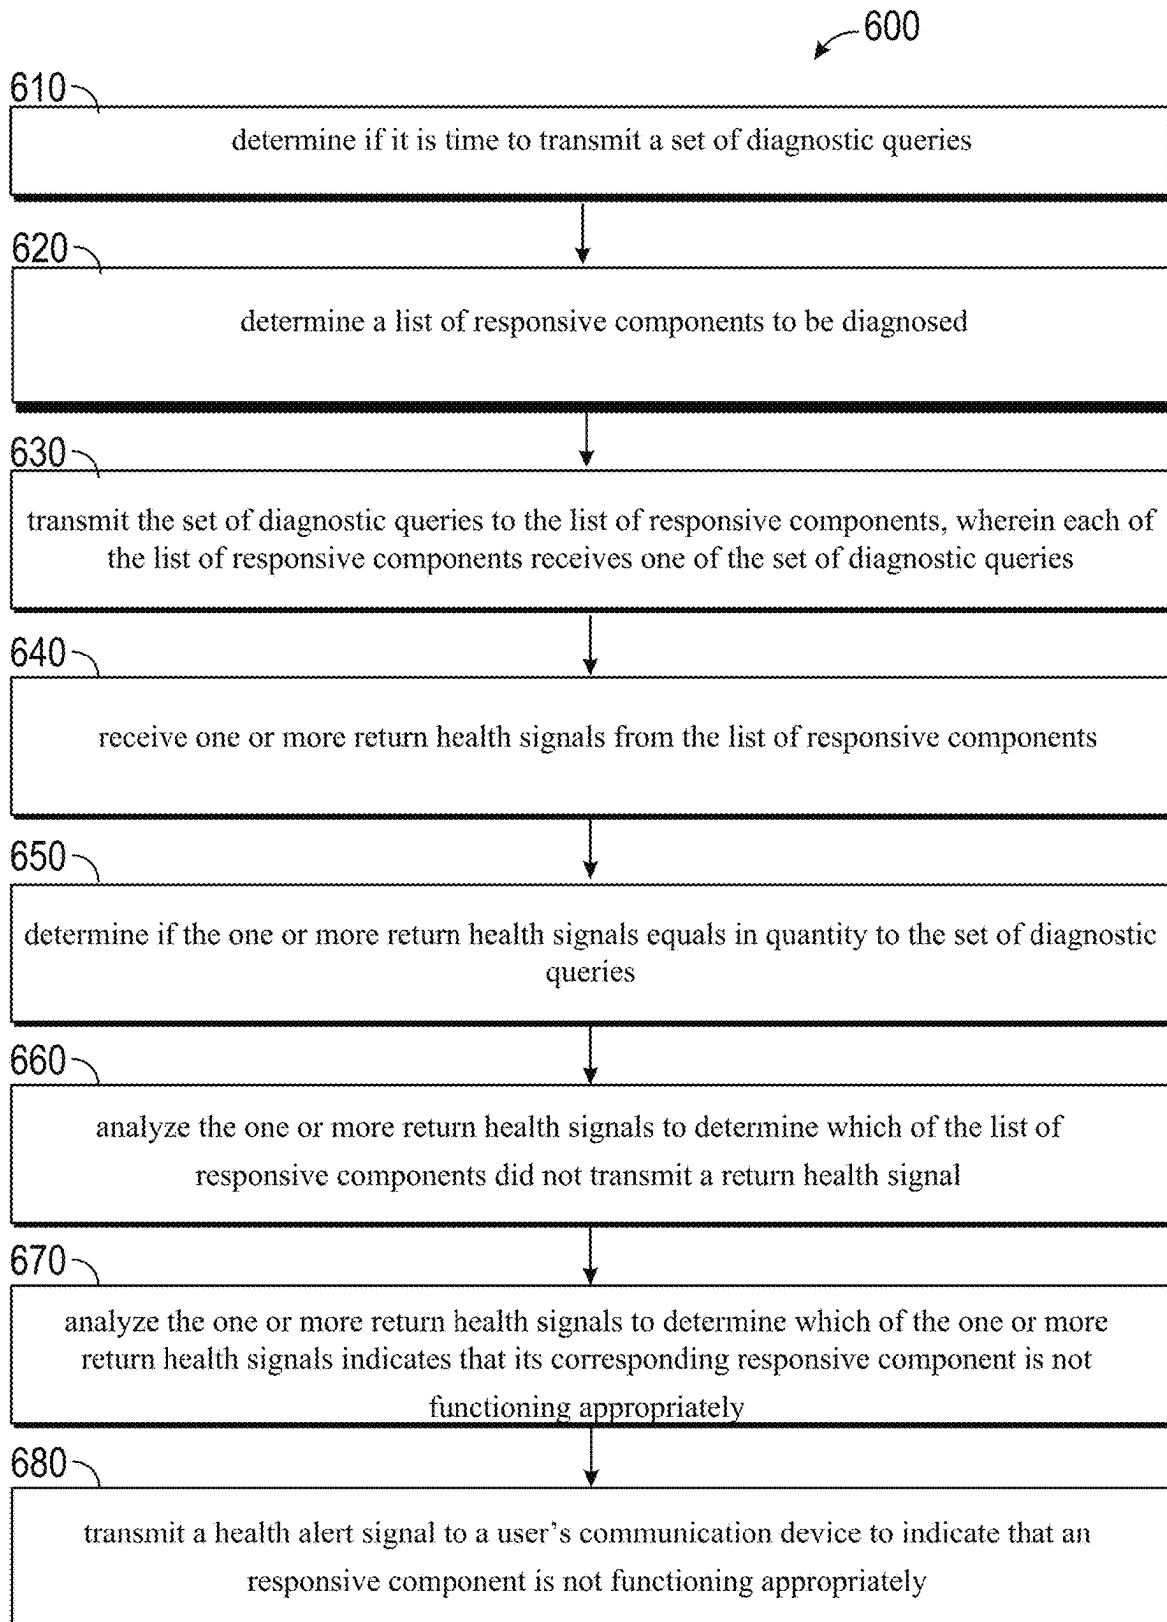 600
610
determine if it is time to transmit a set of diagnostic queries
620
determine a list of responsive components to be diagnosed
630
transmit the set of diagnostic queries to the list of responsive components, wherein each of
the list of responsive components receives one of the set of diagnostic queries
640
receive one or more return health signals from the list of responsive components
650
determine if the one or more return health signals equals in quantity to the set of diagnostic
queries
660
analyze the one or more return health signals to determine which of the list of
responsive components did not transmit a return health signal
670
analyze the one or more return health signals to determine which of the one or more
return health signals indicates that its corresponding responsive component is not
functioning appropriately
680
transmit a health alert signal to a user's communication device to indicate that an
responsive component is not functioning appropriately